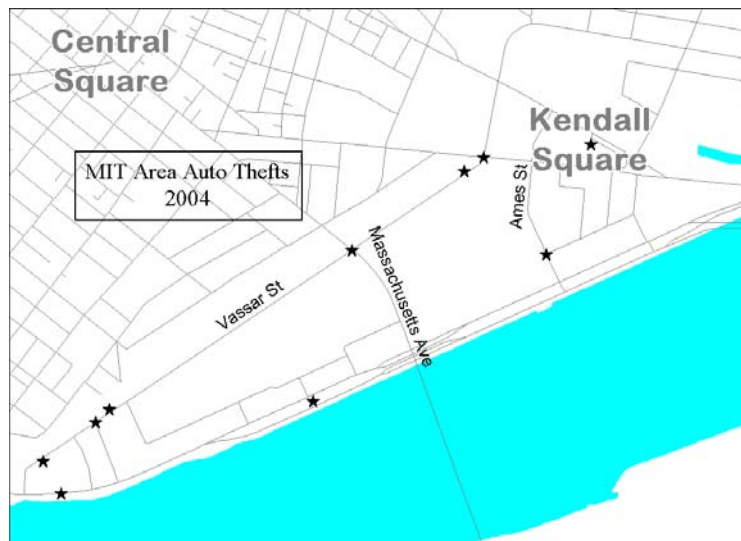 Central
Square
Kendall
Square
MIT Area Auto Thefts
2004
Ames St
Massachusetts Ave
Vassar St